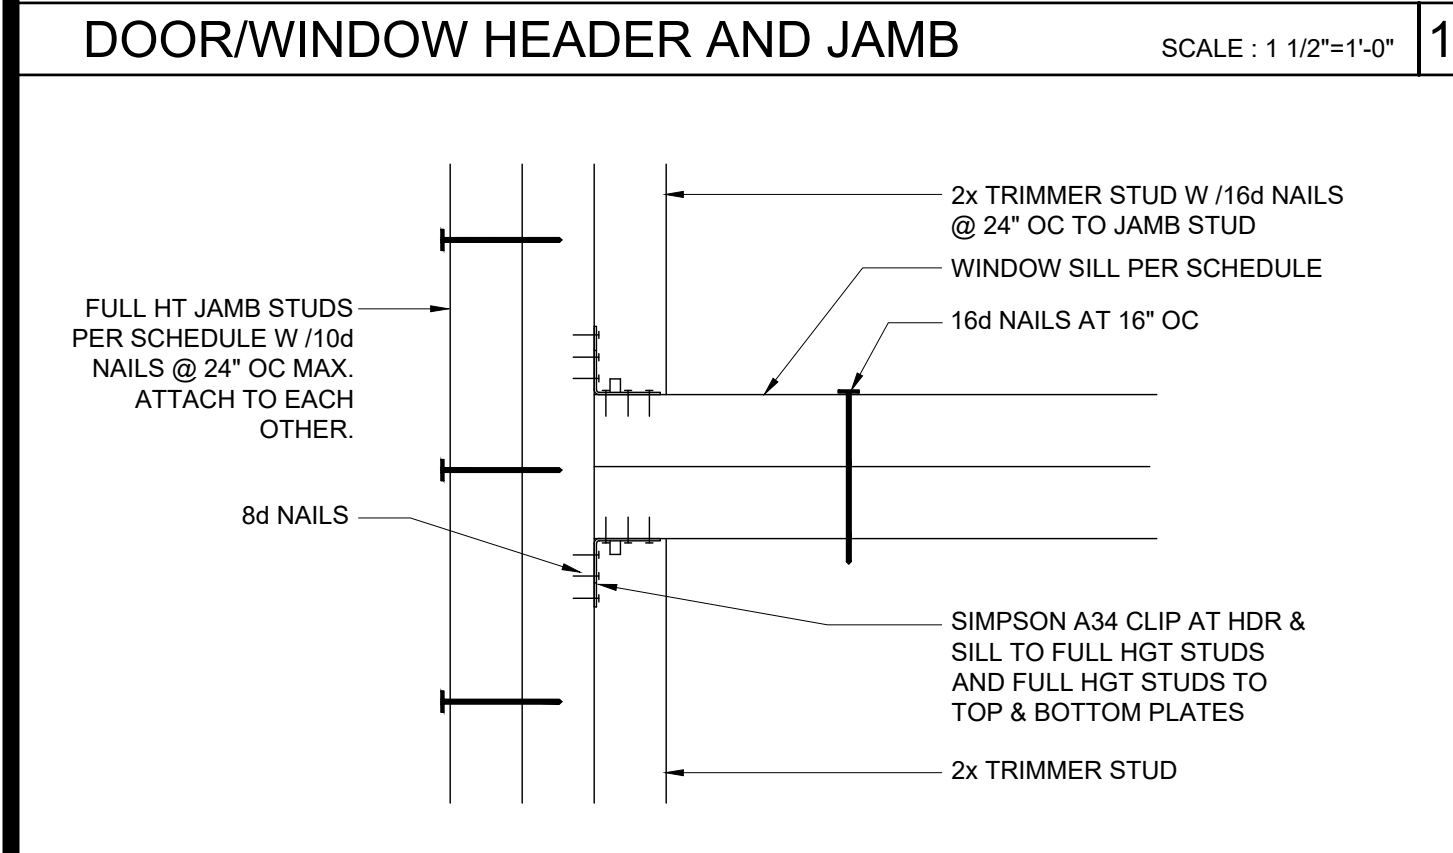 DOOR/WINDOW HEADER AND JAMB
SCALE : 1 1/2"=1'-0"
1
2x TRIMMER STUD W /16d NAILS
@ 24" OC TO JAMB STUD
WINDOW SILL PER SCHEDULE
16d NAILS AT 16" OC
FULL HT JAMB STUDS
PER SCHEDULE W /10d
NAILS @ 24" OC MAX.
ATTACH TO EACH
OTHER.
8d NAILS
SIMPSON A34 CLIP AT HDR &
SILL TO FULL HGT STUDS
AND FULL HGT STUDS TO
TOP & BOTTOM PLATES
2x TRIMMER STUD